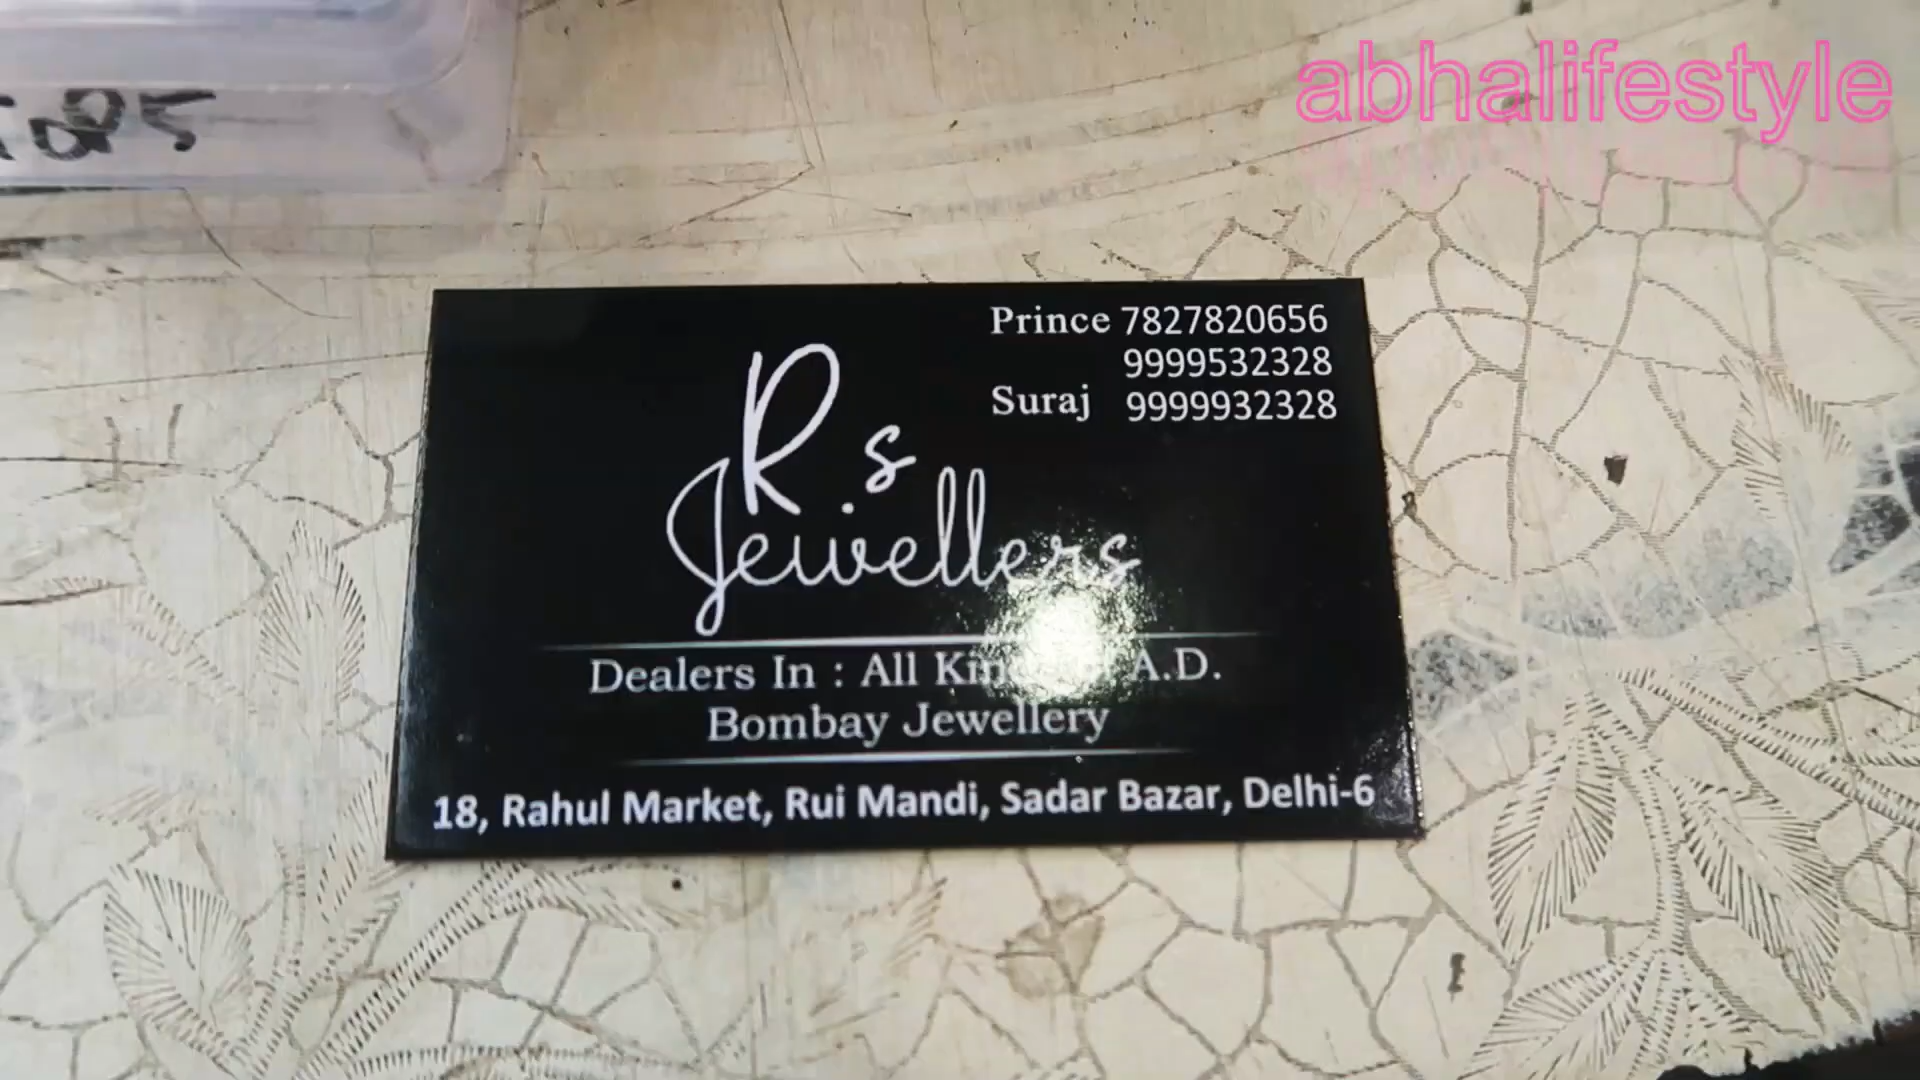 abhalifestyle
Prince 7827820656
9999532328
Suraj 9999932328
Rs
Jewellers
Dealers In : All A.D.
Bombay Jewellery
18, Rahul Market, Rui Mandi, Sadar Bazar, Delhi-6